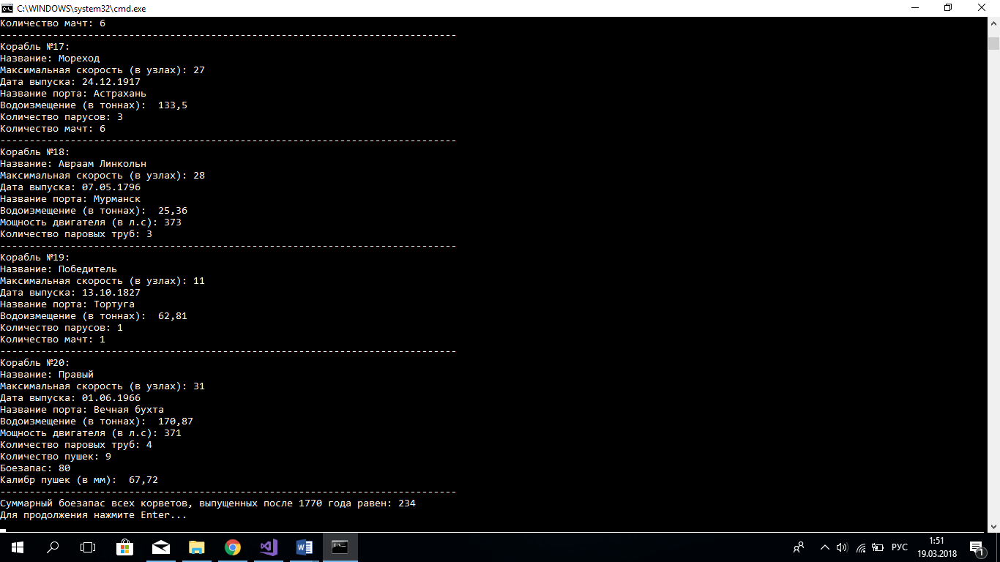 C:\WINDOWS\system32\cmd.exe
Количество мачт: 6
------------------------------------------------------------------------------
Корабль №17:
Название: Мореход
Максимальная скорость (в узлах): 27
Дата выпуска: 24.12.1917
Название порта: Астрахань
Водоизмещение (в тоннах):  133,5
Количество парусов: 3
Количество мачт: 6
------------------------------------------------------------------------------
Корабль №18:
Название: Авраам Линкольн
Максимальная скорость (в узлах): 28
Дата выпуска: 07.05.1796
Название порта: Мурманск
Водоизмещение (в тоннах):  25,36
Мощность двигателя (в л.с): 373
Количество паровых труб: 3
------------------------------------------------------------------------------
Корабль №19:
Название: Победитель
Максимальная скорость (в узлах): 11
Дата выпуска: 13.10.1827
Название порта: Тортуга
Водоизмещение (в тоннах):  62,81
Количество парусов: 1
Количество мачт: 1
------------------------------------------------------------------------------
Корабль №20:
Название: Правый
Максимальная скорость (в узлах): 31
Дата выпуска: 01.06.1966
Название порта: Вечная бухта
Водоизмещение (в тоннах):  170,87
Мощность двигателя (в л.с): 371
Количество паровых труб: 4
Количество пушек: 9
Боезапас: 80
Калибр пушек (в мм):  67,72
------------------------------------------------------------------------------
Суммарный боезапас всех корветов, выпущенных после 1770 года равен: 234
Для продолжения нажмите Enter...
РУС
1:51
19.03.2018
1